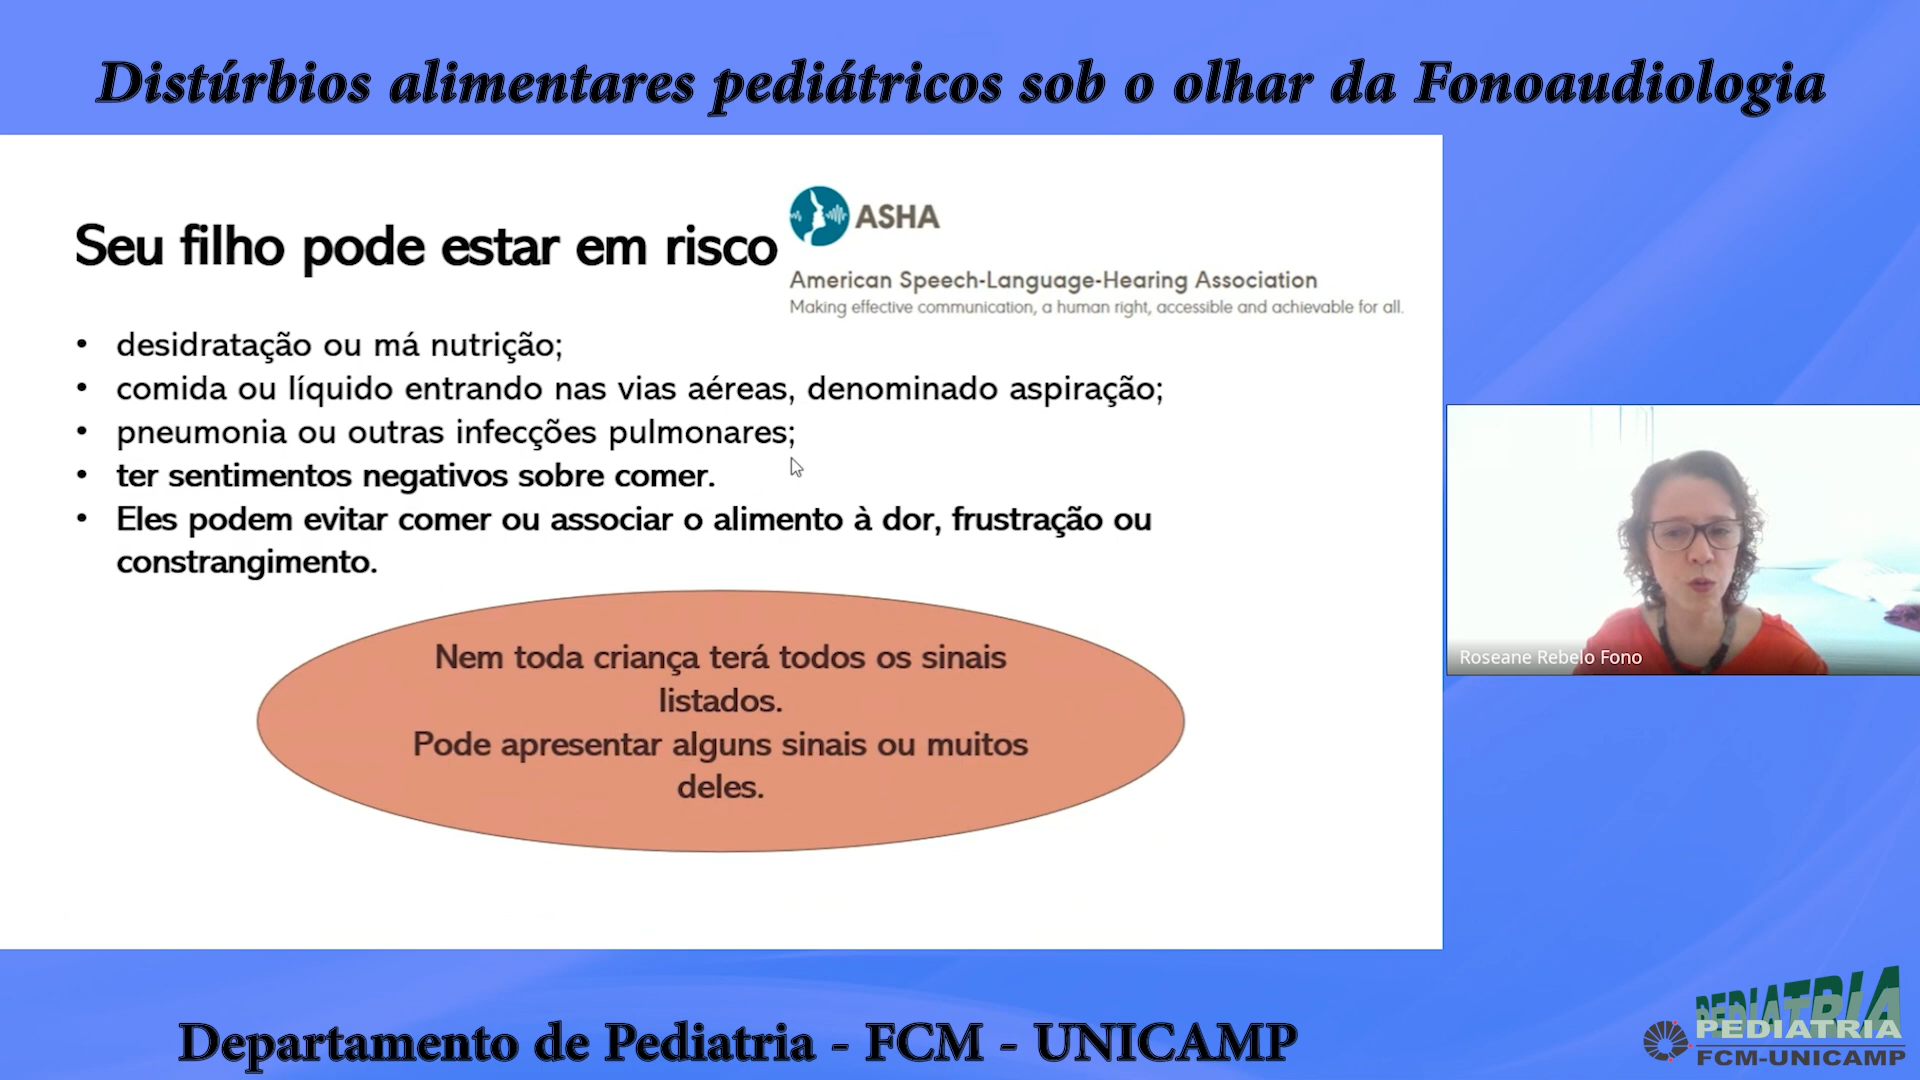 Distúrbios alimentares pediátricos sob o olhar da Fonoaudiologia
Seu filho pode estar em risco
ASHA
American Speech-Language-Hearing Association
Making effective communication, a human right, accessible and achievable for all.
• desidratação ou má nutrição;
• comida ou líquido entrando nas vias aéreas, denominado aspiração;
• pneumonia ou outras infecções pulmonares;
• ter sentimentos negativos sobre comer.
• Eles podem evitar comer ou associar o alimento à dor, frustração ou
constrangimento.
Nem toda criança terá todos os sinais
listados.
Pode apresentar alguns sinais ou muitos
deles.
Roseane Rebelo Fono
Departamento de Pediatria - FCM - UNICAMP
PEDIATRIA
PEDIATRIA
FCM-UNICAMP